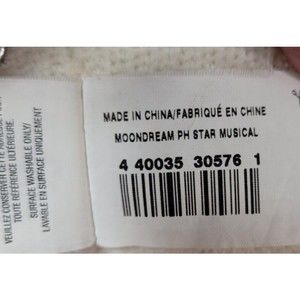 MADE IN CHINA/FABRIQUÉ EN CHINE
MOONDREAM PH STAR MUSICAL
4 40035 30576 1
SURFACE WASHABLE ONLY/
LAVABLE EN SURFACE UNIQUEMENT
VEUILLEZ CONSERVER CETTE
TOUTE RÉFÉRENCE ULTÉRIEURE.